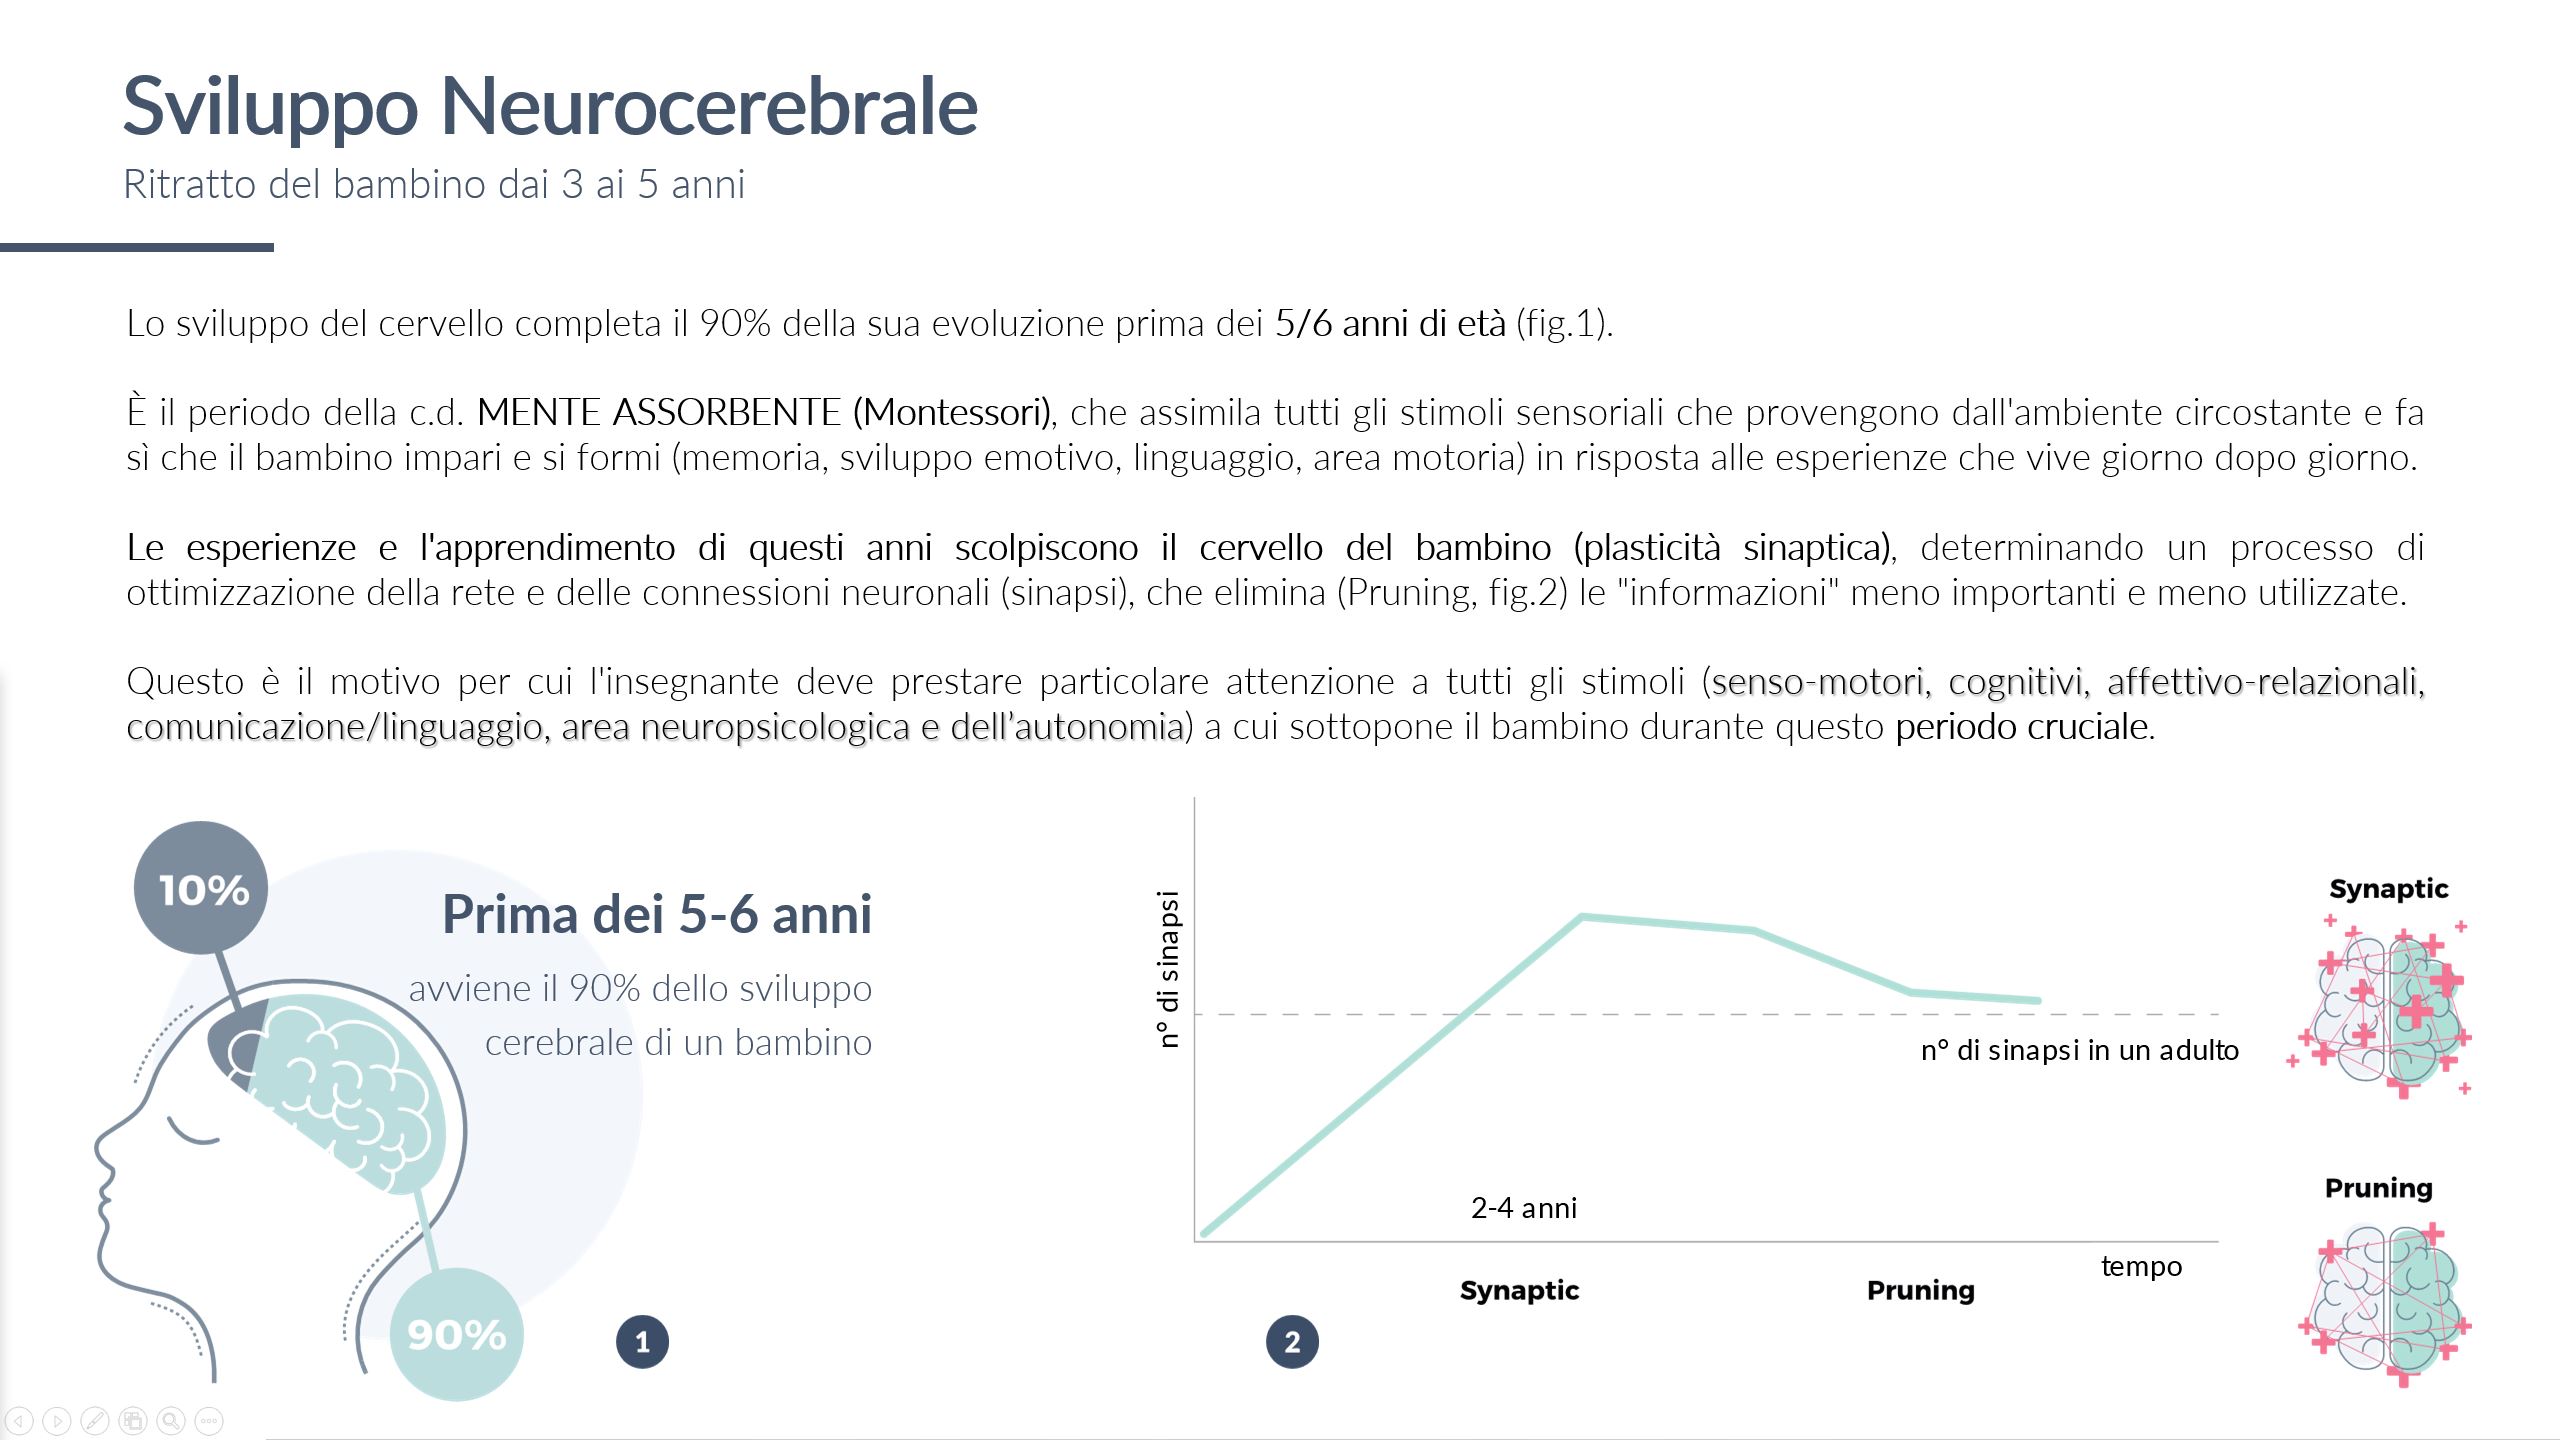 Sviluppo Neurocerebrale
Ritratto del bambino dai 3 ai 5 anni
Lo sviluppo del cervello completa il 90% della sua evoluzione prima dei 5/6 anni di età (fig.1).
È il periodo della c.d. MENTE ASSORBENTE (Montessori), che assimila tutti gli stimoli sensoriali che provengono dall'ambiente circostante e fa
sì che il bambino impari e si formi (memoria, sviluppo emotivo, linguaggio, area motoria) in risposta alle esperienze che vive giorno dopo giorno.
Le esperienze e l'apprendimento di questi anni scolpiscono il cervello del bambino (plasticità sinaptica), determinando un processo di
ottimizzazione della rete e delle connessioni neuronali (sinapsi), che elimina (Pruning, fig.2) le "informazioni" meno importanti e meno utilizzate.
Questo è il motivo per cui l'insegnante deve prestare particolare attenzione a tutti gli stimoli (senso-motori, cognitivi, affettivo-relazionali,
comunicazione/linguaggio, area neuropsicologica e dell’autonomia) a cui sottopone il bambino durante questo periodo cruciale.
10%
Prima dei 5-6 anni
avviene il 90% dello sviluppo
cerebrale di un bambino
90%
1
n° di sinapsi
n° di sinapsi in un adulto
2-4 anni
tempo
Synaptic
Pruning
2
Synaptic
Pruning